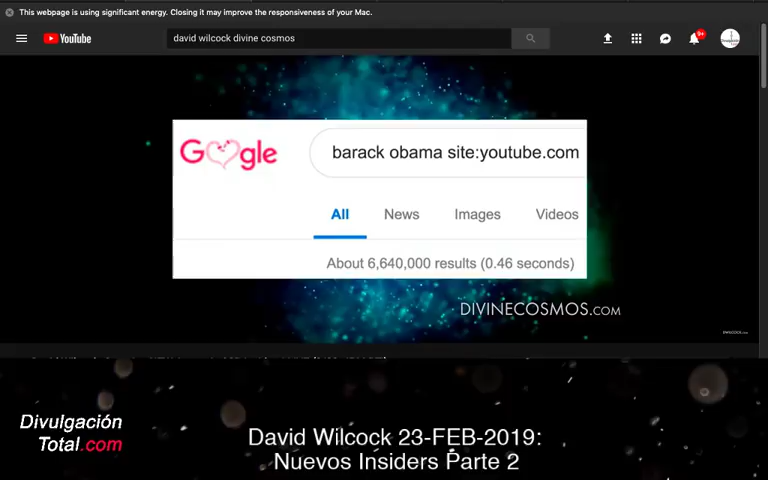 This webpage is using significant energy. Closing it may improve the responsiveness of your Mac.
YouTube
david wilcock divine cosmos
9+
Google
barack obama site:youtube.com
All News Images Videos
About 6,640,000 results (0.46 seconds)
DIVINECOSMOS.COM
Divulgación
Total.com
David Wilcock 23-FEB-2019:
Nuevos Insiders Parte 2